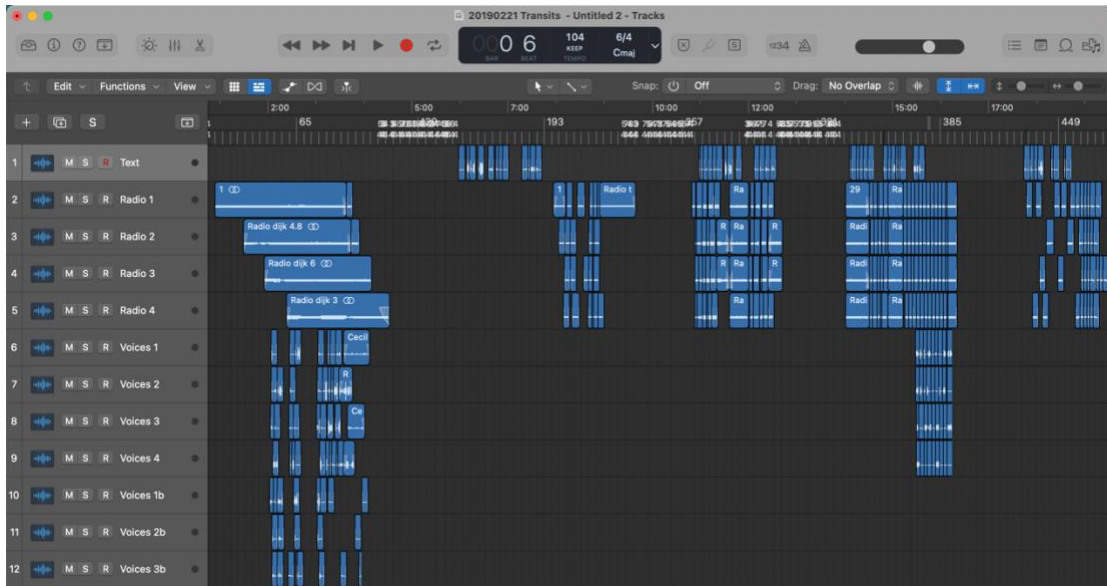 20190221 Transits - Untitled 2 - Tracks
00 0 6 104 6/4
KEEP Cmaj
BAR BEAT TEMPO
S 1234
Edit Functions View Snap: Off Drag: No Overlap
2:00 5:00 7:00 10:00 12:00 15:00 17:00
S 65 193 385 449
1 M S R Text
2 M S R Radio 1 1 1 Radio t Ra 29 Ra
3 M S R Radio 2 Radio dijk 4.8 R Ra R Radi Ra
4 M S R Radio 3 Radio dijk 6 R Ra R Radi Ra
5 M S R Radio 4 Radio dijk 3 Ra Radi Ra
6 M S R Voices 1 Cecil
7 M S R Voices 2 R
8 M S R Voices 3 Ce
9 M S R Voices 4
10 M S R Voices 1b
11 M S R Voices 2b
12 M S R Voices 3b